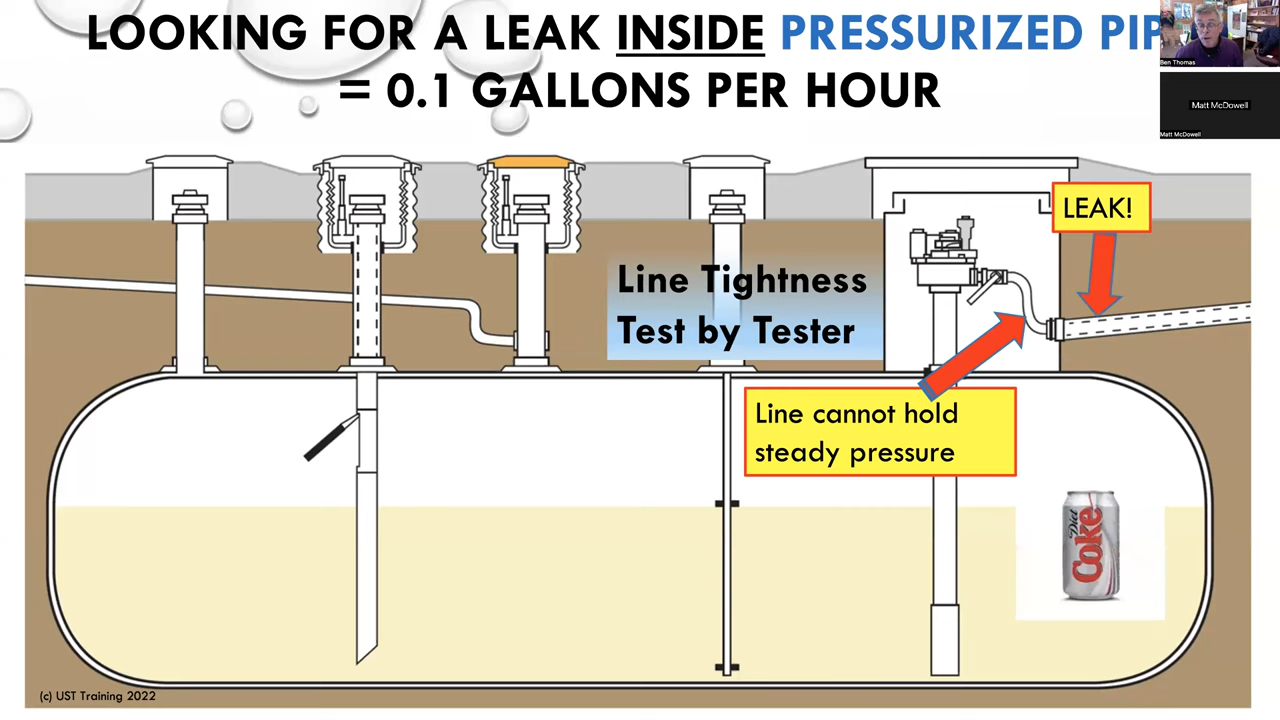 LOOKING FOR A LEAK INSIDE PRESSURIZED PIP
= 0.1 GALLONS PER HOUR
Ben Thomas
Matt McDowell
Matt McDowell
LEAK!
Line Tightness
Test by Tester
Line cannot hold
steady pressure
Diet
Coke
(c) UST Training 2022